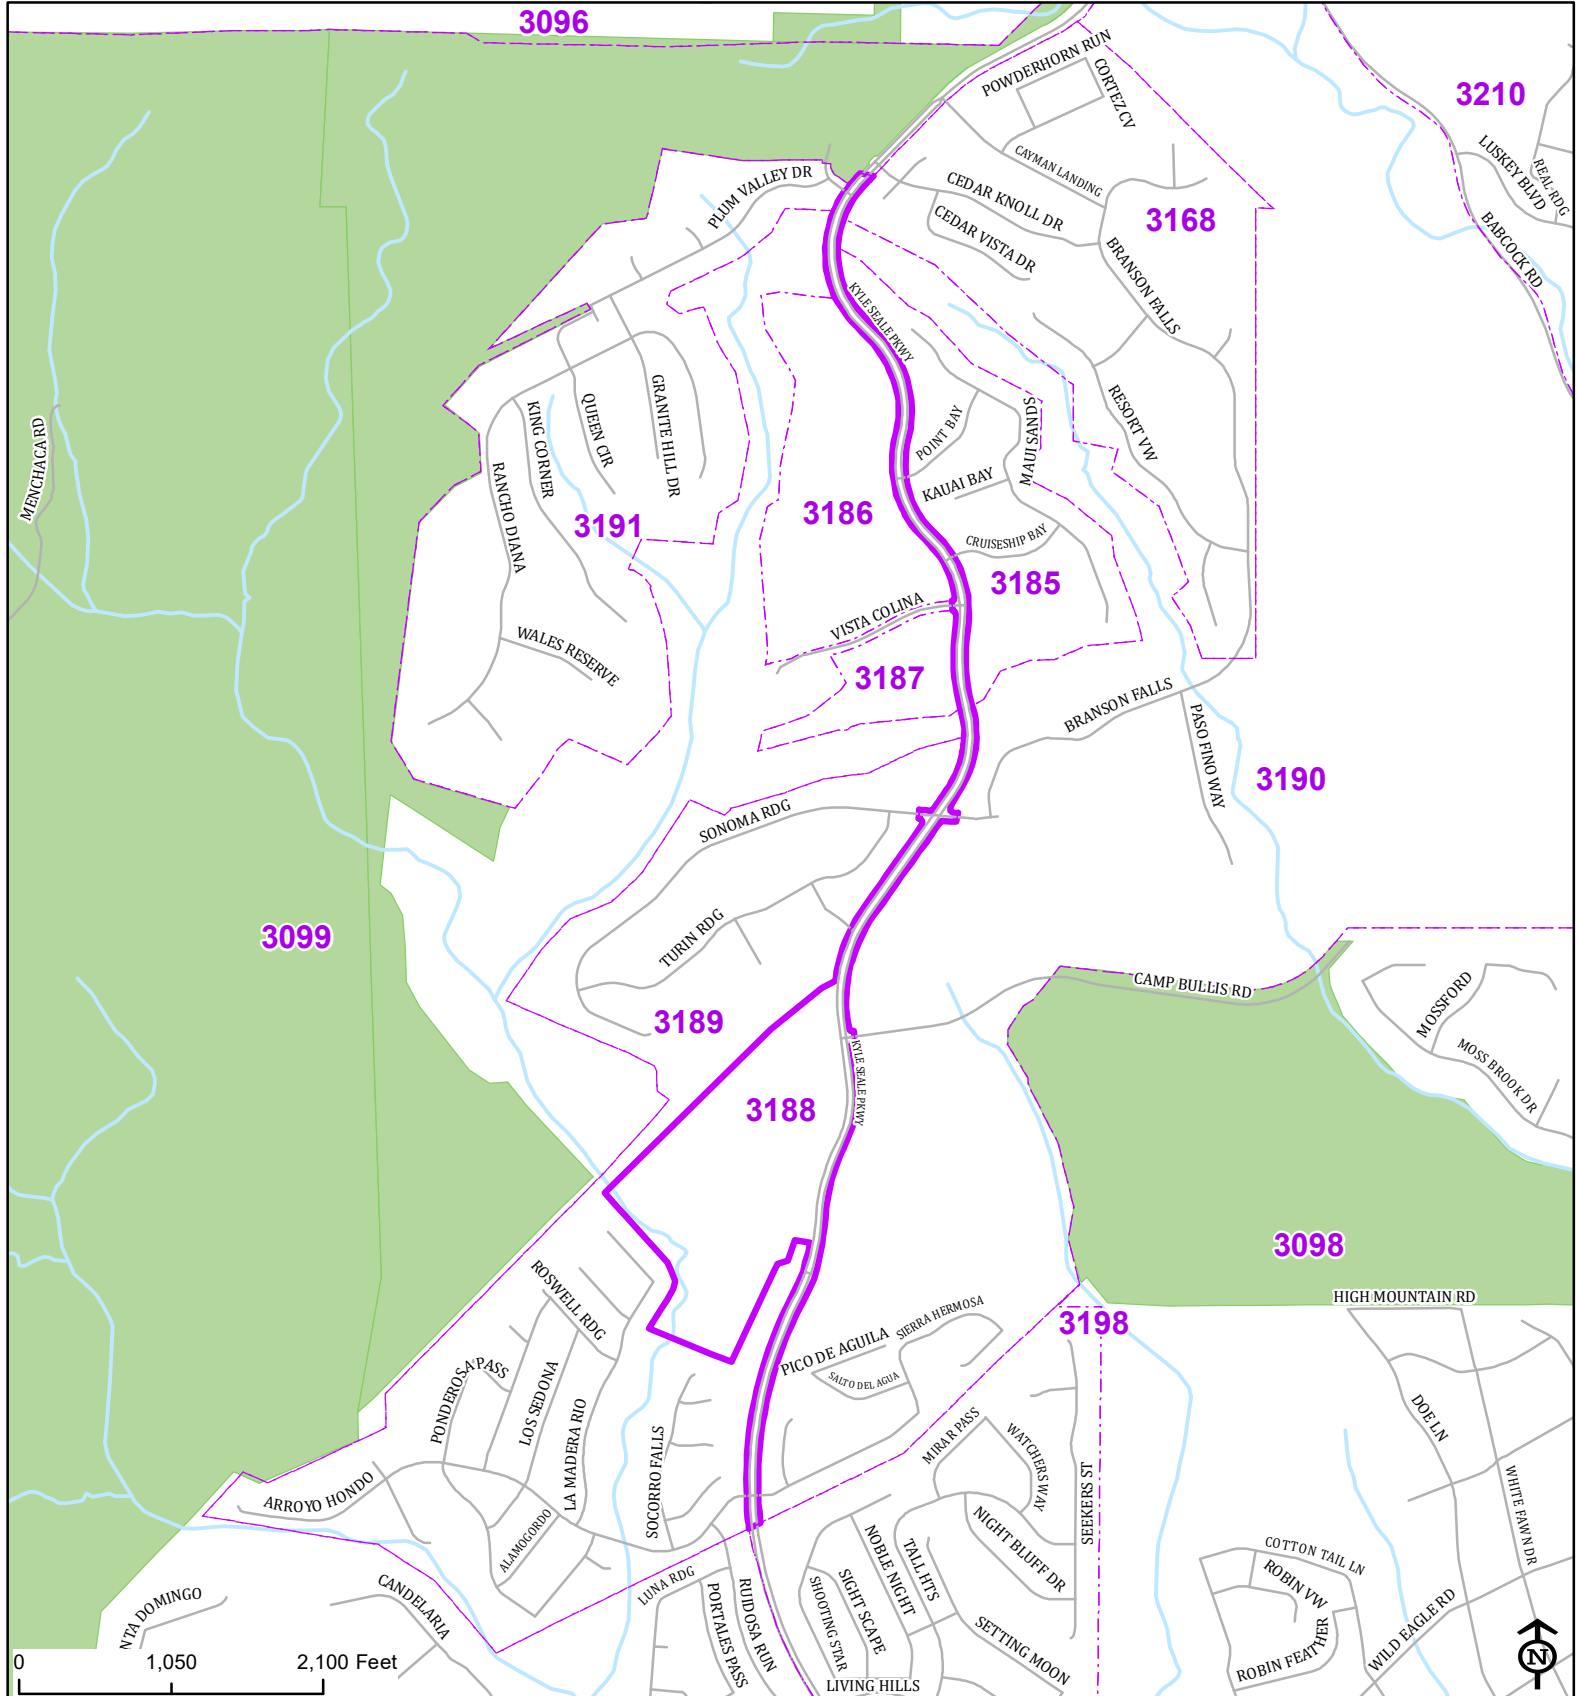 3096
POWDERHORN RUN
CORTEZ CV
3210
LUSKEY BLVD
REAL RDG
BABCOCK RD
PLUM VALLEY DR
CAYMAN LANDING
CEDAR KNOLL DR
CEDAR VISTA DR
3168
BRANSON FALLS
KYLE SEALE PKWY
RESORT VW
MENCHACA RD
KING CORNER
QUEEN CIR
GRANITE HILL DR
RANCHO DIANA
3191
3186
POINT BAY
KAUAI BAY
MAUI SANDS
CRUISESHIP BAY
3185
VISTA COLINA
WALES RESERVE
3187
BRANSON FALLS
PASO FINO WAY
3190
SONOMA RDG
TURIN RDG
3099
3189
CAMP BULLIS RD
MOSSFORD
MOSS BROOK DR
KYLE SEALE PKWY
3188
3098
HIGH MOUNTAIN RD
3198
ROSWELL RDG
PONDEROSA PASS
LOS SEDONA
LA MADERA RIO
PICO DE AGUILA
SIERRA HERMOSA
SALTO DEL AGUA
SOCORRO FALLS
ARROYO HONDO
ALAMOGORDO
MIRAR PASS
WATCHERS WAY
SEEKERS ST
DOE LN
WHITE FAWN DR
NIGHT BLUFF DR
NOBLE NIGHT
TALL HTS
SIGHT SCAPE
SHOOTING STAR
SETTING MOON
LIVING HILLS
LUNA RDG
PORTALES PASS
RUIDOSA RUN
NTA DOMINGO
CANDELARIA
COTTON TAIL LN
ROBIN VW
ROBIN FEATHER
WILD EAGLE RD
0 1,050 2,100 Feet
N